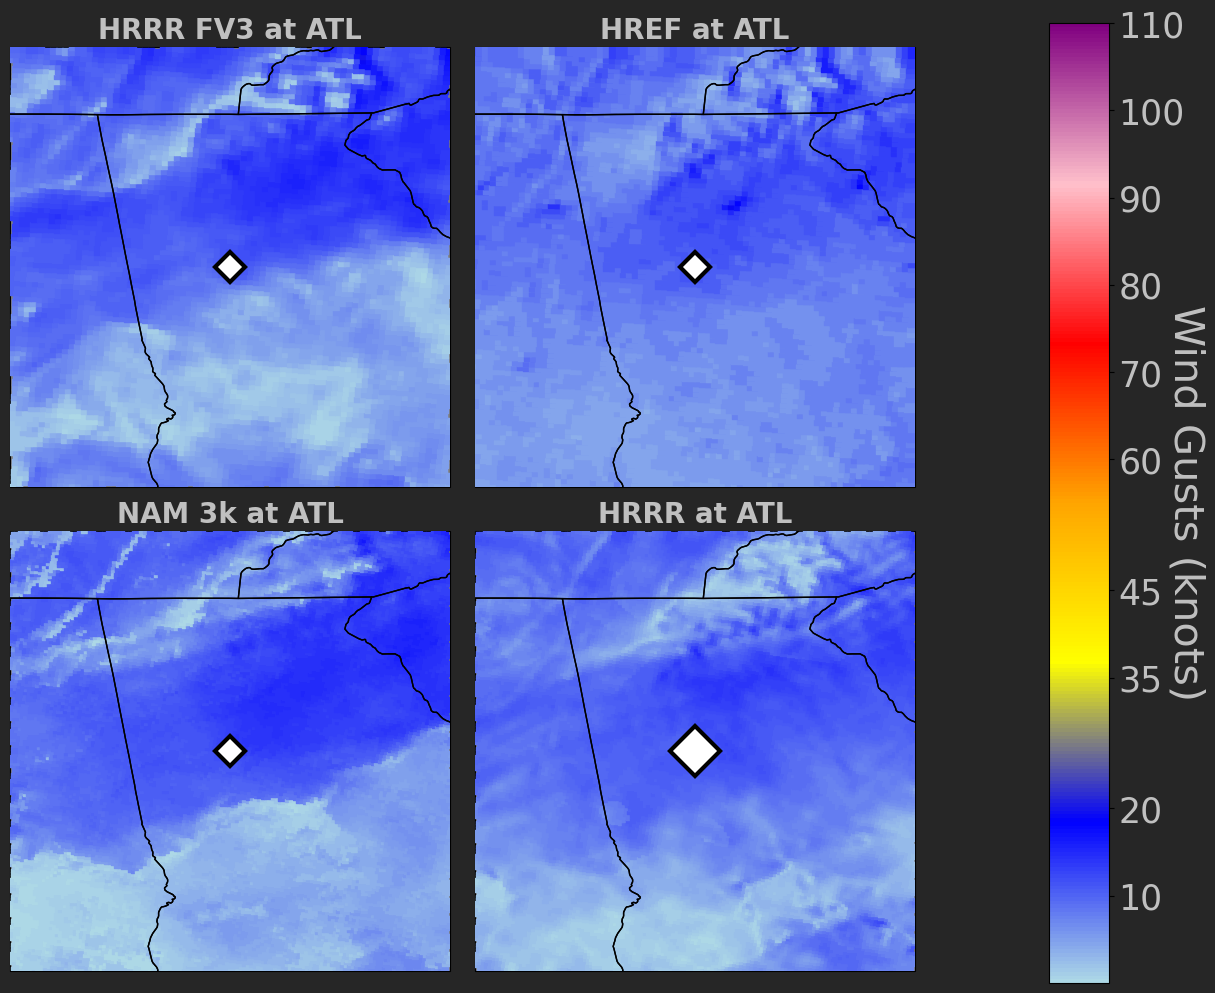 HRRR FV3 at ATL
HREF at ATL
NAM 3k at ATL
HRRR at ATL
110
100
90
80
70
60
45
35
20
10
Wind Gusts (knots)